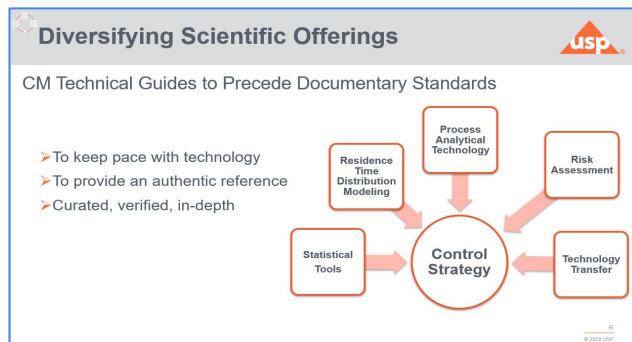 Diversifying Scientific Offerings
usp
CM Technical Guides to Precede Documentary Standards
➢To keep pace with technology
➢To provide an authentic reference
➢Curated, verified, in-depth
Statistical
Tools
Residence
Time
Distribution
Modeling
Process
Analytical
Technology
Risk
Assessment
Technology
Transfer
Control
Strategy
6